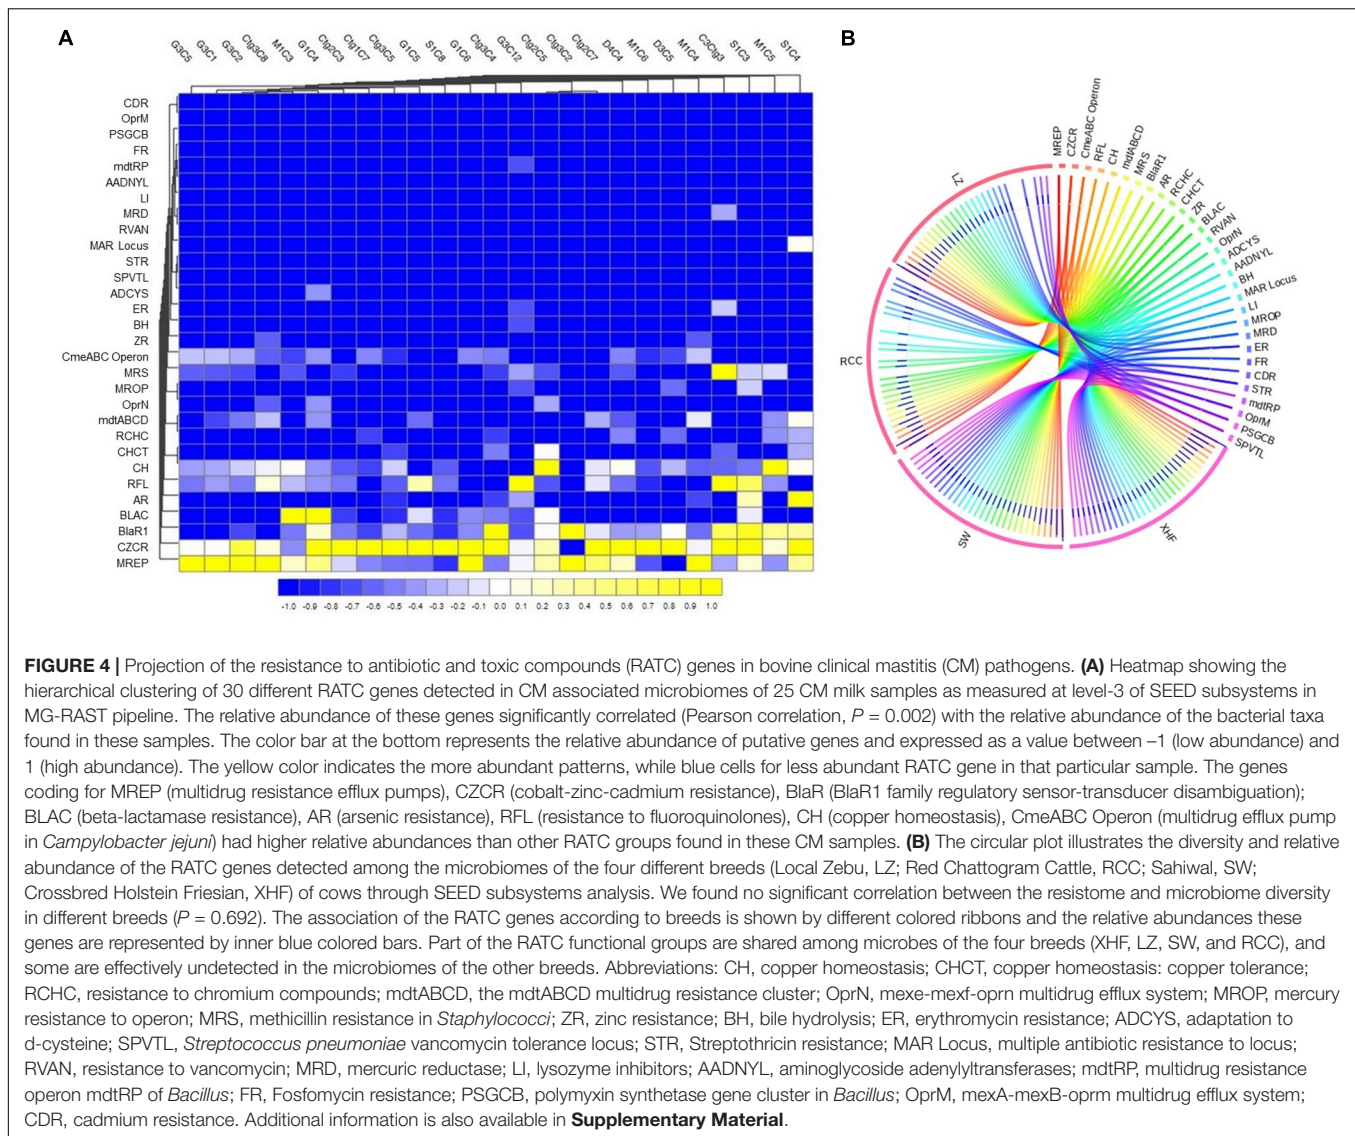 A
B
G3C5 G3C1 G3C2 Ctg3C8 M1C3 G1C4 Ctg2C3 Ctg1C7 Ctg3C5 G1C5 S1C8 G1C6 Ctg3C4 G3C12 Ctg2C5 Ctg3C2 Ctg2C7 D4C4 M1C6 D3C5 M1C4 C3Ctg3 S1C3 M1C5 S1C4
CDR
OprM
PSGCB
FR
mdtRP
AADNYL
LI
MRD
RVAN
MAR Locus
STR
SPVTL
ADCYS
ER
BH
ZR
CmeABC Operon
MRS
MROP
OprN
mdtABCD
RCHC
CHCT
CH
RFL
AR
BLAC
BlaR1
CZCR
MREP
-1.0 -0.9 -0.8 -0.7 -0.6 -0.5 -0.4 -0.3 -0.2 -0.1 0.0 0.1 0.2 0.3 0.4 0.5 0.6 0.7 0.8 0.9 1.0
MREP
CZCR
CmeABC Operon
RFL
CH
mdtABCD
MRS
BlaR1
AR
RCHC
CHCT
ZR
BLAC
RVAN
OprN
ADCYS
AADNYL
BH
MAR Locus
LI
MROP
MRD
ER
FR
CDR
STR
mdtRP
OprM
PSGCB
SPVTL
XHF
SW
RCC
LZ
FIGURE 4 | Projection of the resistance to antibiotic and toxic compounds (RATC) genes in bovine clinical mastitis (CM) pathogens. (A) Heatmap showing the
hierarchical clustering of 30 different RATC genes detected in CM associated microbiomes of 25 CM milk samples as measured at level-3 of SEED subsystems in
MG-RAST pipeline. The relative abundance of these genes significantly correlated (Pearson correlation, P = 0.002) with the relative abundance of the bacterial taxa
found in these samples. The color bar at the bottom represents the relative abundance of putative genes and expressed as a value between –1 (low abundance) and
1 (high abundance). The yellow color indicates the more abundant patterns, while blue cells for less abundant RATC gene in that particular sample. The genes
coding for MREP (multidrug resistance efflux pumps), CZCR (cobalt-zinc-cadmium resistance), BlaR (BlaR1 family regulatory sensor-transducer disambiguation);
BLAC (beta-lactamase resistance), AR (arsenic resistance), RFL (resistance to fluoroquinolones), CH (copper homeostasis), CmeABC Operon (multidrug efflux pump
in Campylobacter jejuni) had higher relative abundances than other RATC groups found in these CM samples. (B) The circular plot illustrates the diversity and relative
abundance of the RATC genes detected among the microbiomes of the four different breeds (Local Zebu, LZ; Red Chattogram Cattle, RCC; Sahiwal, SW;
Crossbred Holstein Friesian, XHF) of cows through SEED subsystems analysis. We found no significant correlation between the resistome and microbiome diversity
in different breeds (P = 0.692). The association of the RATC genes according to breeds is shown by different colored ribbons and the relative abundances these
genes are represented by inner blue colored bars. Part of the RATC functional groups are shared among microbes of the four breeds (XHF, LZ, SW, and RCC), and
some are effectively undetected in the microbiomes of the other breeds. Abbreviations: CH, copper homeostasis; CHCT, copper homeostasis: copper tolerance;
RCHC, resistance to chromium compounds; mdtABCD, the mdtABCD multidrug resistance cluster; OprN, mexe-mexf-oprn multidrug efflux system; MROP, mercury
resistance to operon; MRS, methicillin resistance in Staphylococci; ZR, zinc resistance; BH, bile hydrolysis; ER, erythromycin resistance; ADCYS, adaptation to
d-cysteine; SPVTL, Streptococcus pneumoniae vancomycin tolerance locus; STR, Streptothricin resistance; MAR Locus, multiple antibiotic resistance to locus;
RVAN, resistance to vancomycin; MRD, mercuric reductase; LI, lysozyme inhibitors; AADNYL, aminoglycoside adenylyltransferases; mdtRP, multidrug resistance
operon mdtRP of Bacillus; FR, Fosfomycin resistance; PSGCB, polymyxin synthetase gene cluster in Bacillus; OprM, mexA-mexB-oprm multidrug efflux system;
CDR, cadmium resistance. Additional information is also available in Supplementary Material.